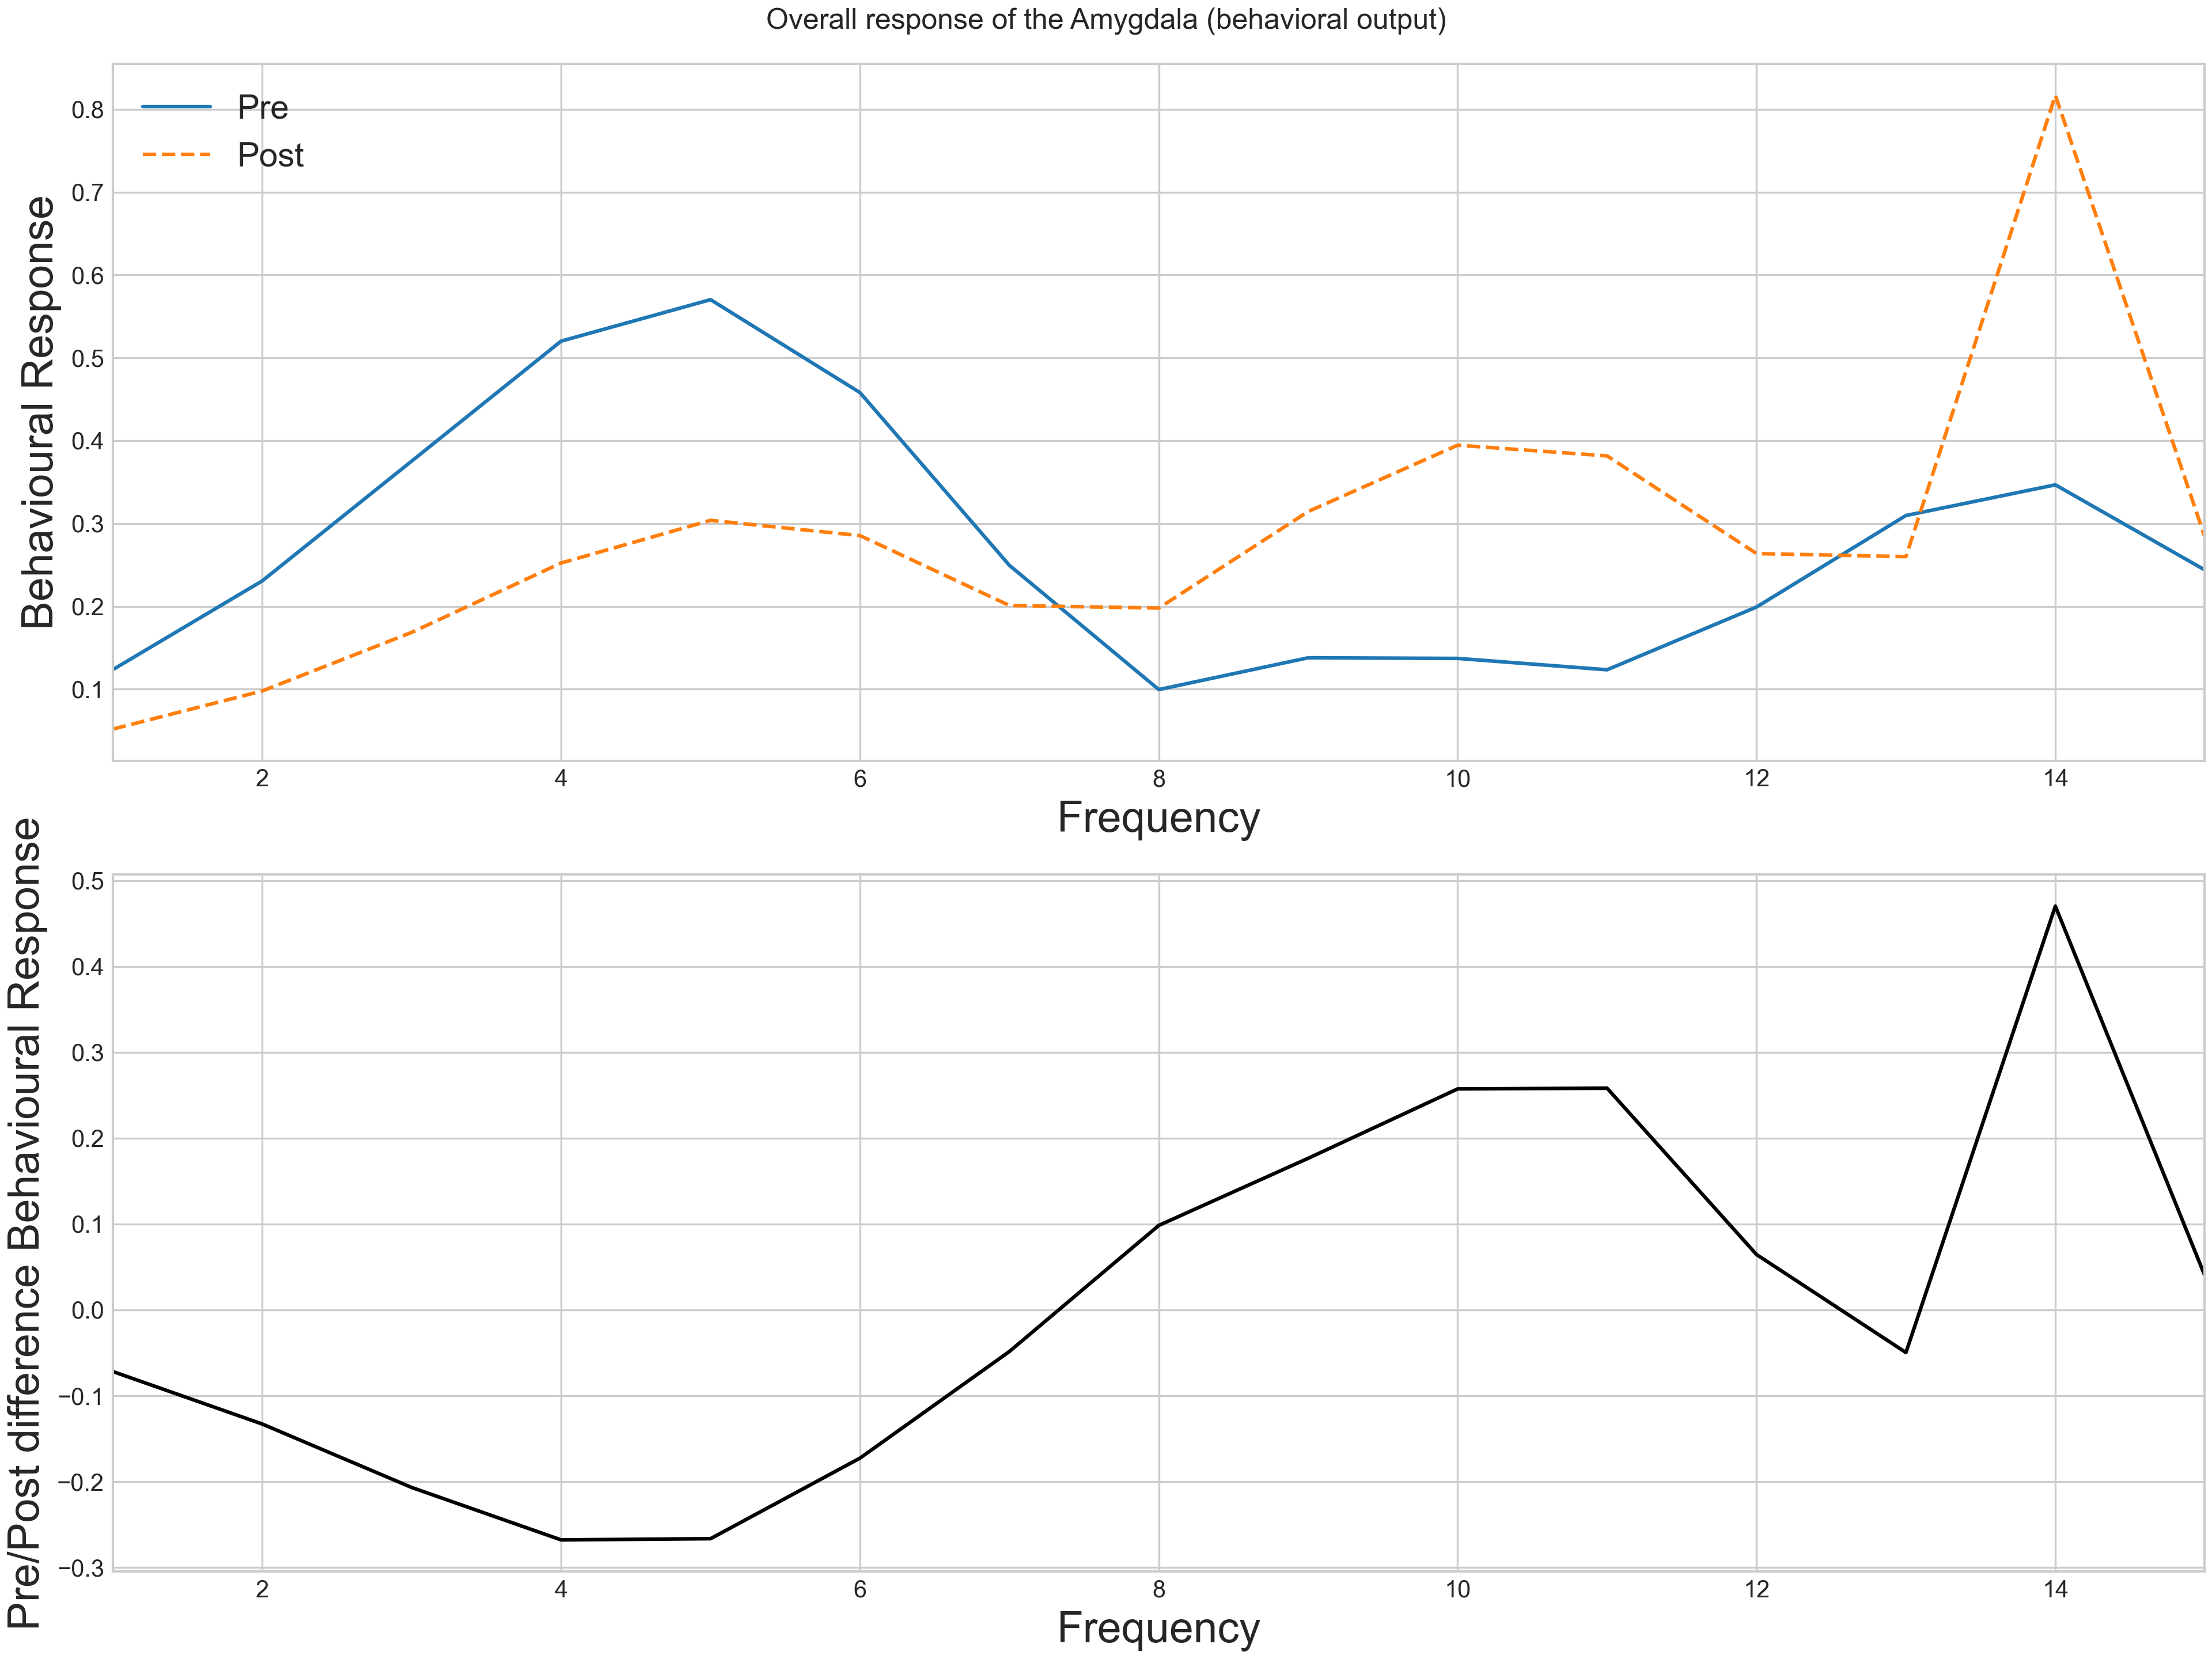 Overall response of the Amygdala (behavioral output)
Behavioural Response
0.8
0.7
0.6
0.5
0.4
0.3
0.2
0.1
Pre
Post
2 4 6 8 10 12 14
Frequency
Pre/Post difference Behavioural Response
0.5
0.4
0.3
0.2
0.1
0.0
−0.1
−0.2
−0.3
2 4 6 8 10 12 14
Frequency